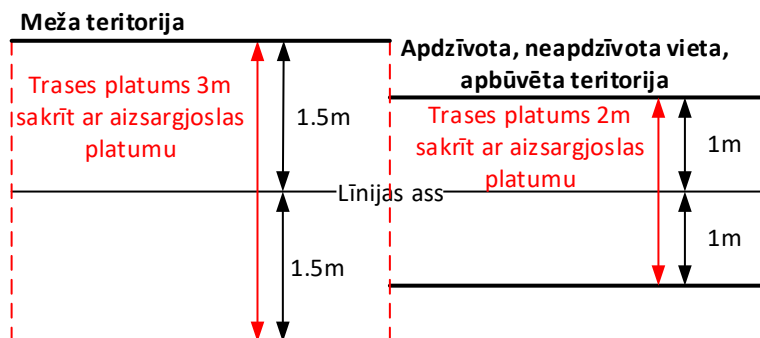 Meža teritorija
Trases platums 3m
sakrīt ar aizsargjoslas
platumu
1.5m
Apdzīvota, neapdzīvota vieta,
apbūvēta teritorija
Trases platums 2m
sakrīt ar aizsargjoslas
platumu
1m
Līnijas ass
1.5m
1m